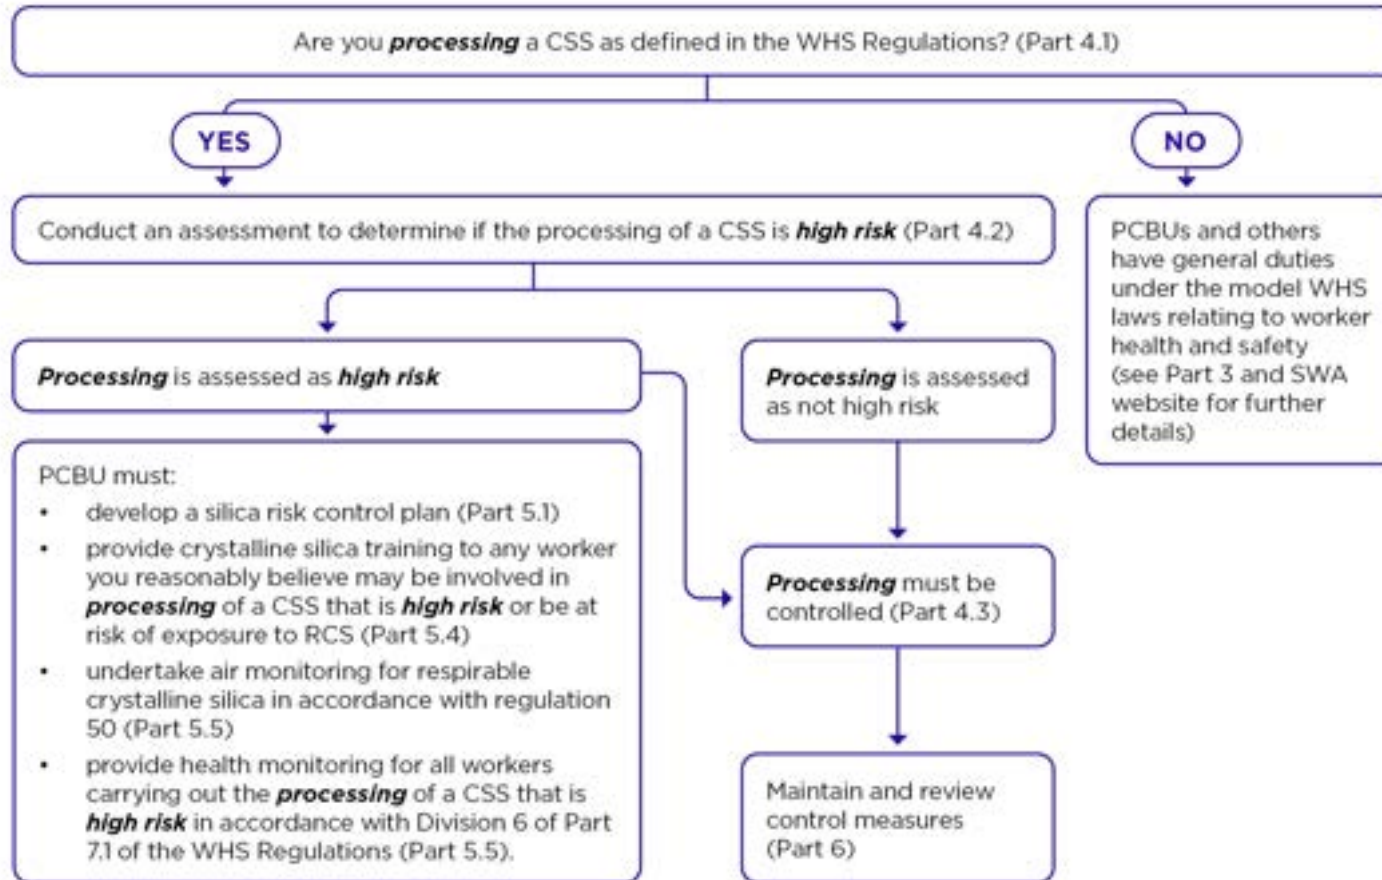 Are you processing a CSS as defined in the WHS Regulations? (Part 4.1)
YES
NO
Conduct an assessment to determine if the processing of a CSS is high risk (Part 4.2)
PCBUs and others
have general duties
under the model WHS
laws relating to worker
health and safety
(see Part 3 and SWA
website for further
details)
Processing is assessed as high risk
Processing is assessed
as not high risk
PCBU must:
• develop a silica risk control plan (Part 5.1)
• provide crystalline silica training to any worker
you reasonably believe may be involved in
processing of a CSS that is high risk or be at
risk of exposure to RCS (Part 5.4)
• undertake air monitoring for respirable
crystalline silica in accordance with regulation
50 (Part 5.5)
• provide health monitoring for all workers
carrying out the processing of a CSS that is
high risk in accordance with Division 6 of Part
7.1 of the WHS Regulations (Part 5.5).
Processing must be
controlled (Part 4.3)
Maintain and review
control measures
(Part 6)